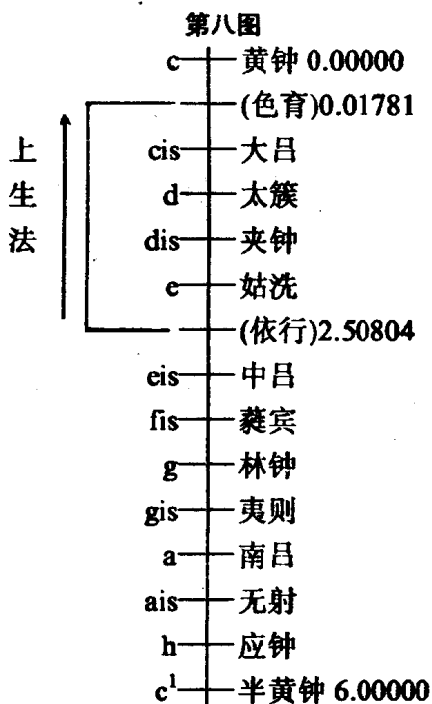 第八图
c 黄钟 0.00000
(色育)0.01781
上生法
cis 大吕
d 太簇
dis 夹钟
e 姑洗
(依行)2.50804
eis 中吕
fis 蕤宾
g 林钟
gis 夷则
a 南吕
ais 无射
h 应钟
c¹ 半黄钟 6.00000